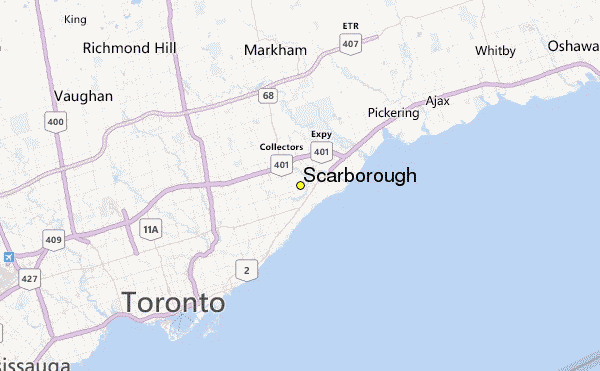 King
ETR
407
Richmond Hill
Markham
Whitby
Oshawa
Vaughan
68
Ajax
Pickering
400
Expy
Collectors
401
401
Scarborough
11A
409
427
2
Toronto
sissauga